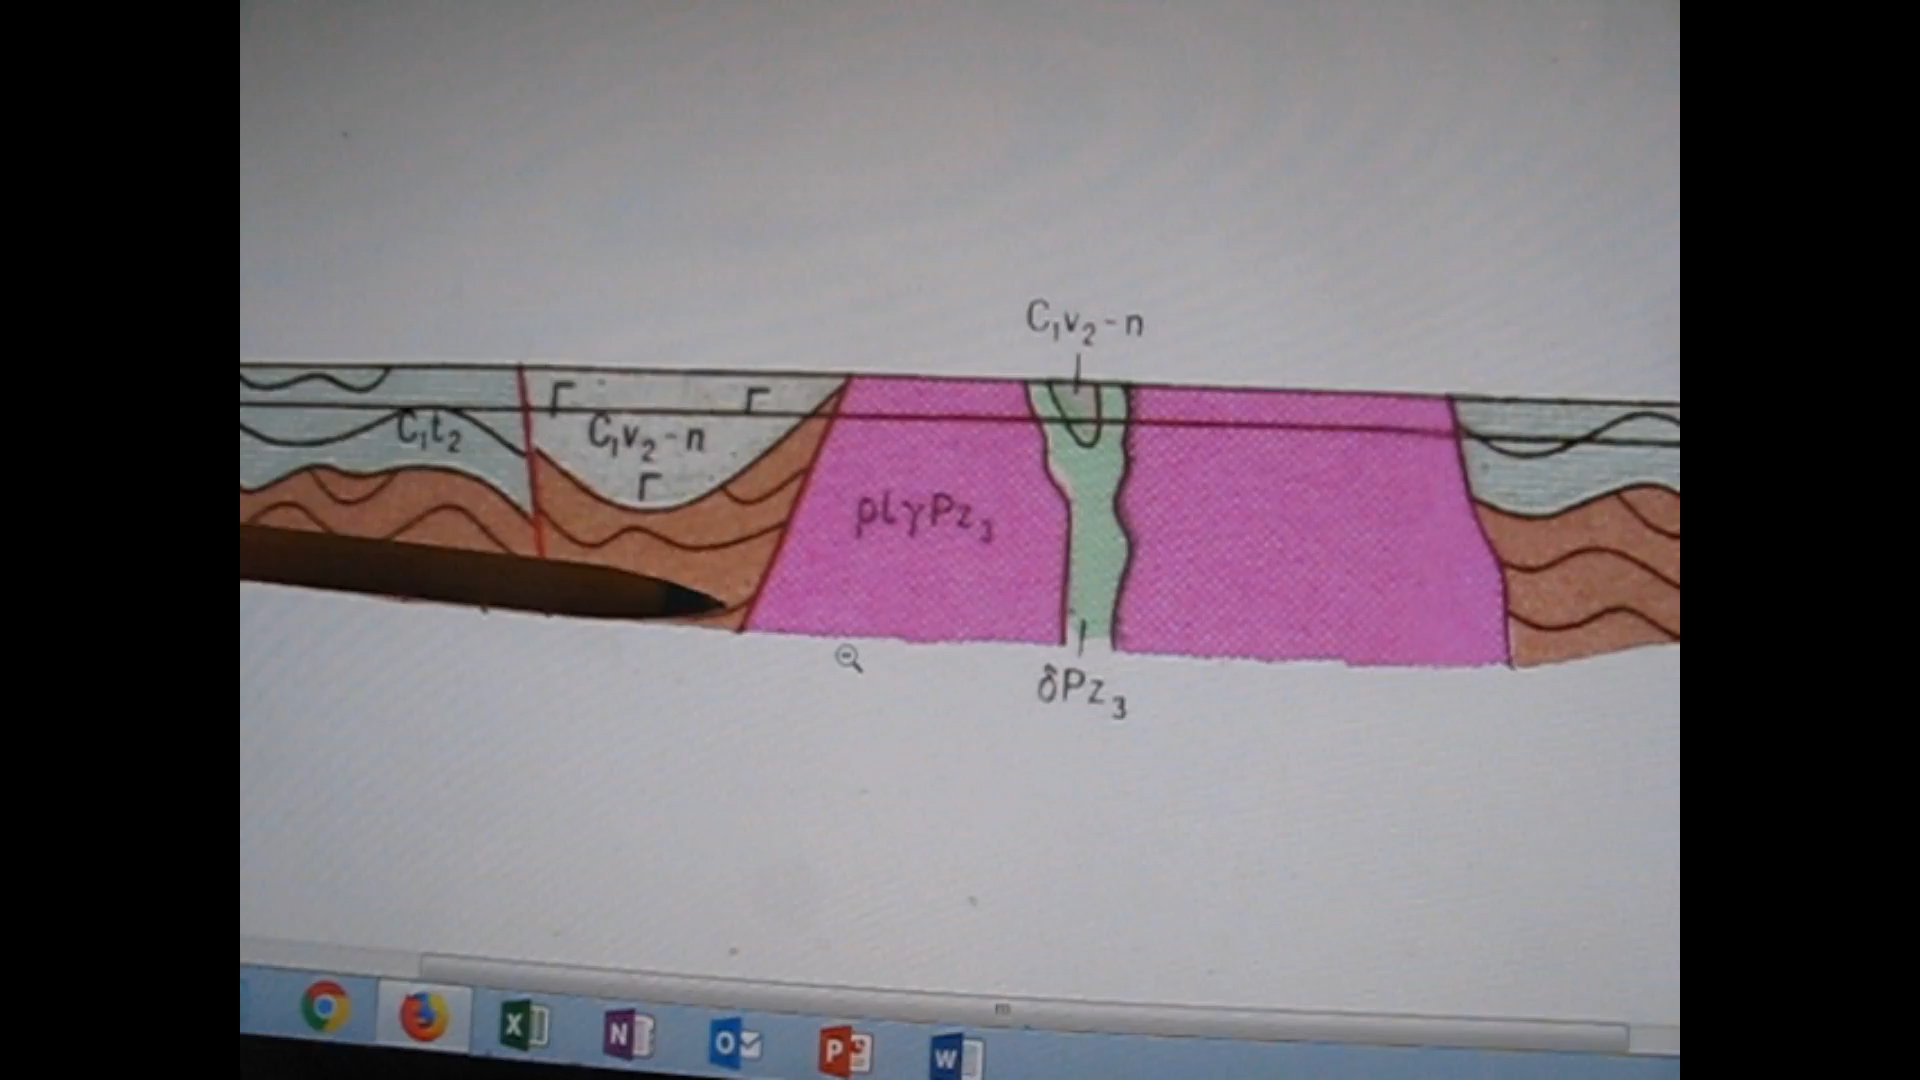 C₁v₂-n
Г Г
C₁t₂ C₁v₂-n
Г
plγPz₃
δPz₃
X N O P W